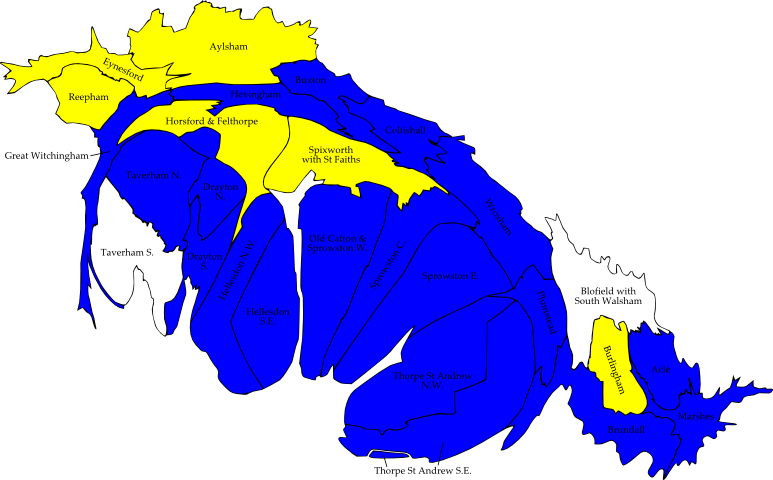 Aylsham
Eynesford
Reepham
Buxton
Hevingham
Horsford & Felthorpe
Coltishall
Great Witchingham
Spixworth
with St Faiths
Taverham N.
Drayton
N.
Wroxham
Taverham S.
Old Catton &
Sprowston W.
Drayton
S.
Hellesdon N.W.
Sprowston C.
Sprowston E.
Blofield with
South Walsham
Hellesdon
S.E.
Plumstead
Burlingham
Acle
Thorpe St Andrew
N.W.
Marshes
Brundall
Thorpe St Andrew S.E.